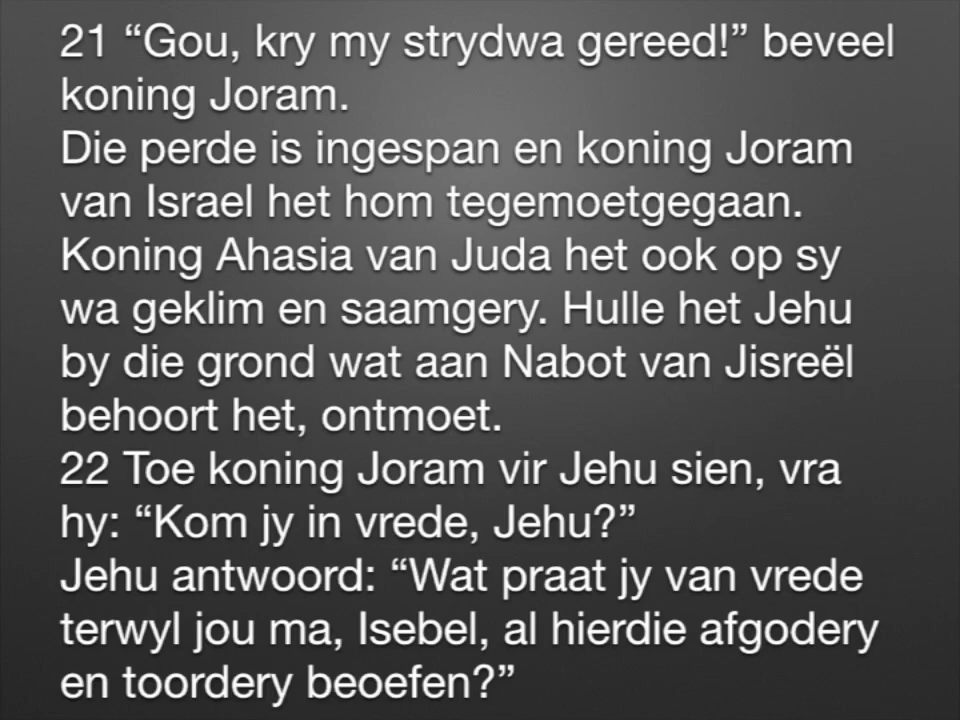 21 “Gou, kry my strydwa gereed!” beveel
koning Joram.
Die perde is ingespan en koning Joram
van Israel het hom tegemoetgegaan.
Koning Ahasia van Juda het ook op sy
wa geklim en saamgery. Hulle het Jehu
by die grond wat aan Nabot van Jisreël
behoort het, ontmoet.
22 Toe koning Joram vir Jehu sien, vra
hy: “Kom jy in vrede, Jehu?”
Jehu antwoord: “Wat praat jy van vrede
terwyl jou ma, Isebel, al hierdie afgodery
en toordery beoefen?”